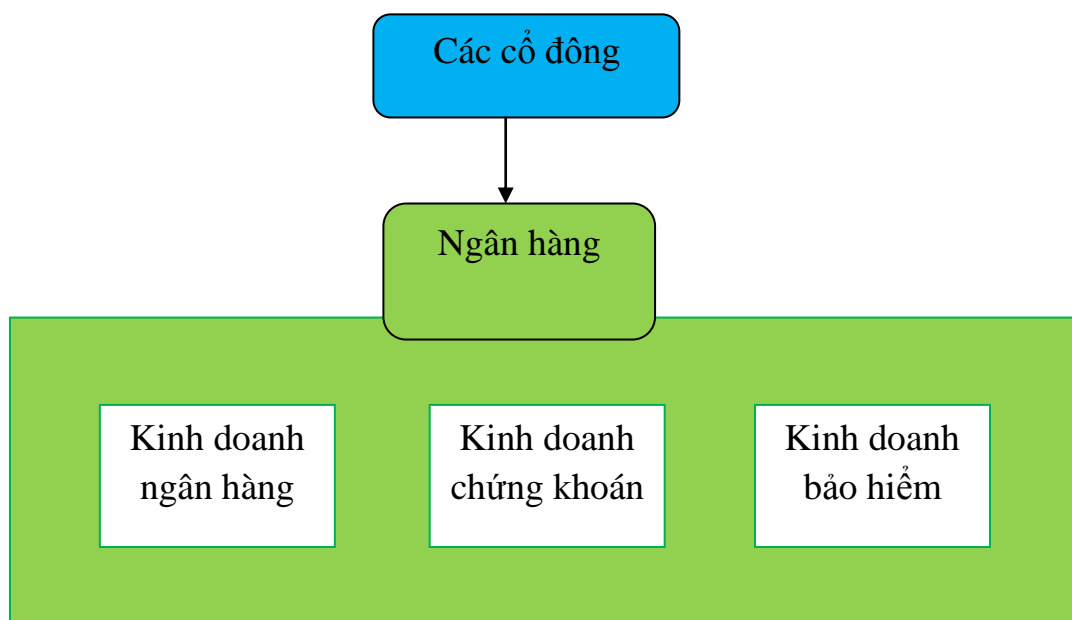 Các cổ đông
Ngân hàng
Kinh doanh
ngân hàng
Kinh doanh
chứng khoán
Kinh doanh
bảo hiểm